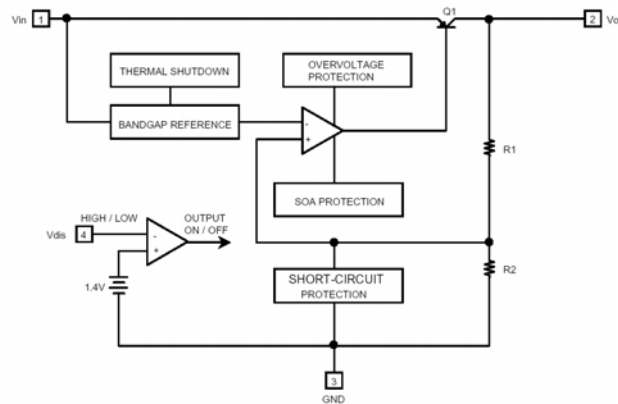 Q1
Vin 1
2 Vo
THERMAL SHUTDOWN
OVERVOLTAGE
PROTECTION
BANDGAP REFERENCE
-
+
R1
SOA PROTECTION
HIGH / LOW
OUTPUT
ON / OFF
Vdis 4
-
+
1.4V
SHORT-CIRCUIT
PROTECTION
R2
3
GND